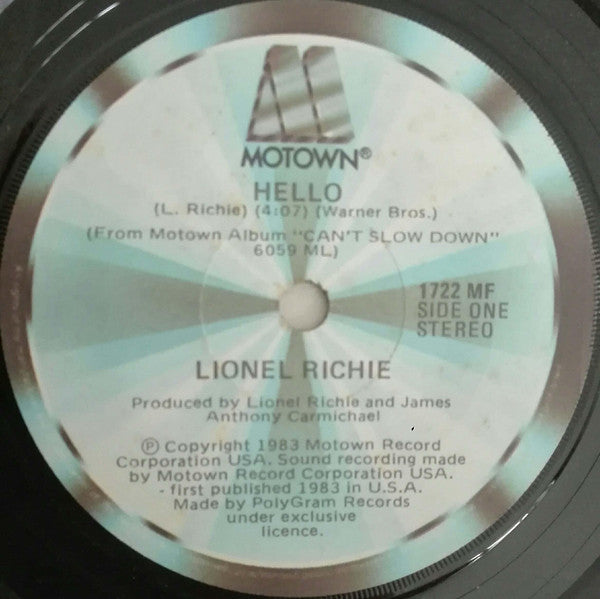 MOTOWN®
HELLO
(L. Richie) (4:07) (Warner Bros.)
(From Motown Album "CAN'T SLOW DOWN"
6059 ML)
1722 MF
SIDE ONE
STEREO
LIONEL RICHIE
Produced by Lionel Richie and James
Anthony Carmichael
Ⓟ Copyright 1983 Motown Record
Corporation USA. Sound recording made
by Motown Record Corporation USA.
- first published 1983 in U.S.A.
Made by PolyGram Records
under exclusive
licence.